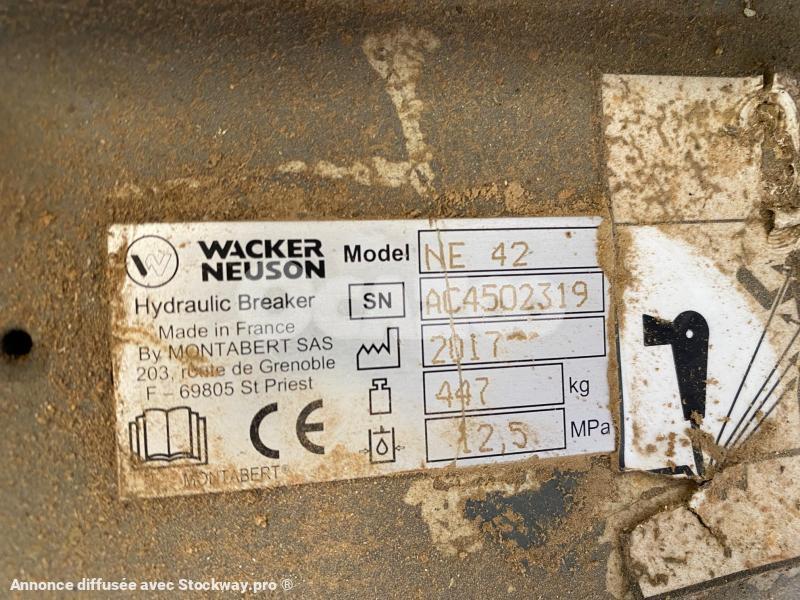 WACKER
NEUSON
Hydraulic Breaker
Made in France
By MONTABERT SAS
203, route de Grenoble
F – 69805 St Priest
CE
MONTABERT®
Model NE 42
SN AC4502319
2017
447 kg
12,5 MPa
Annonce diffusée avec Stockway.pro ®